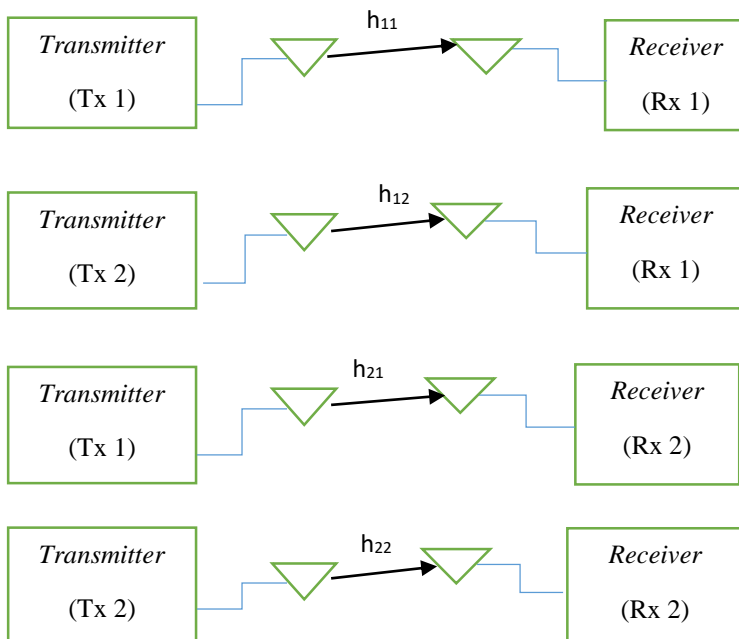 h₁₁
Transmitter
(Tx 1)
Receiver
(Rx 1)
h₁₂
Transmitter
(Tx 2)
Receiver
(Rx 1)
h₂₁
Transmitter
(Tx 1)
Receiver
(Rx 2)
h₂₂
Transmitter
(Tx 2)
Receiver
(Rx 2)